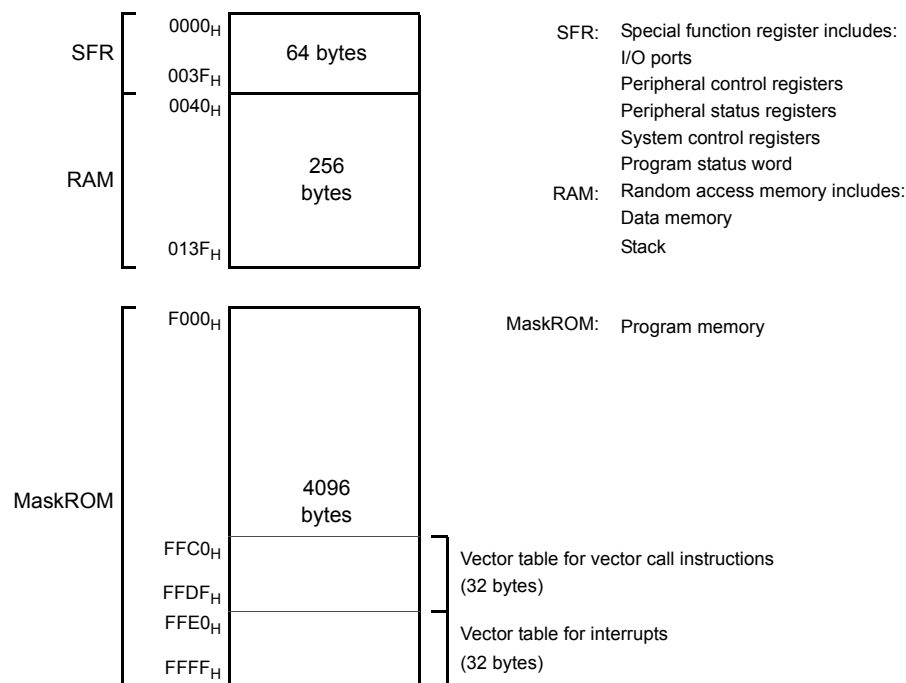 SFR
0000H
003FH
64 bytes
RAM
0040H
013FH
256
bytes
SFR: Special function register includes:
I/O ports
Peripheral control registers
Peripheral status registers
System control registers
Program status word
RAM: Random access memory includes:
Data memory
Stack
MaskROM
F000H
4096
bytes
FFC0H
FFDFH
FFE0H
FFFFH
MaskROM: Program memory
Vector table for vector call instructions
(32 bytes)
Vector table for interrupts
(32 bytes)